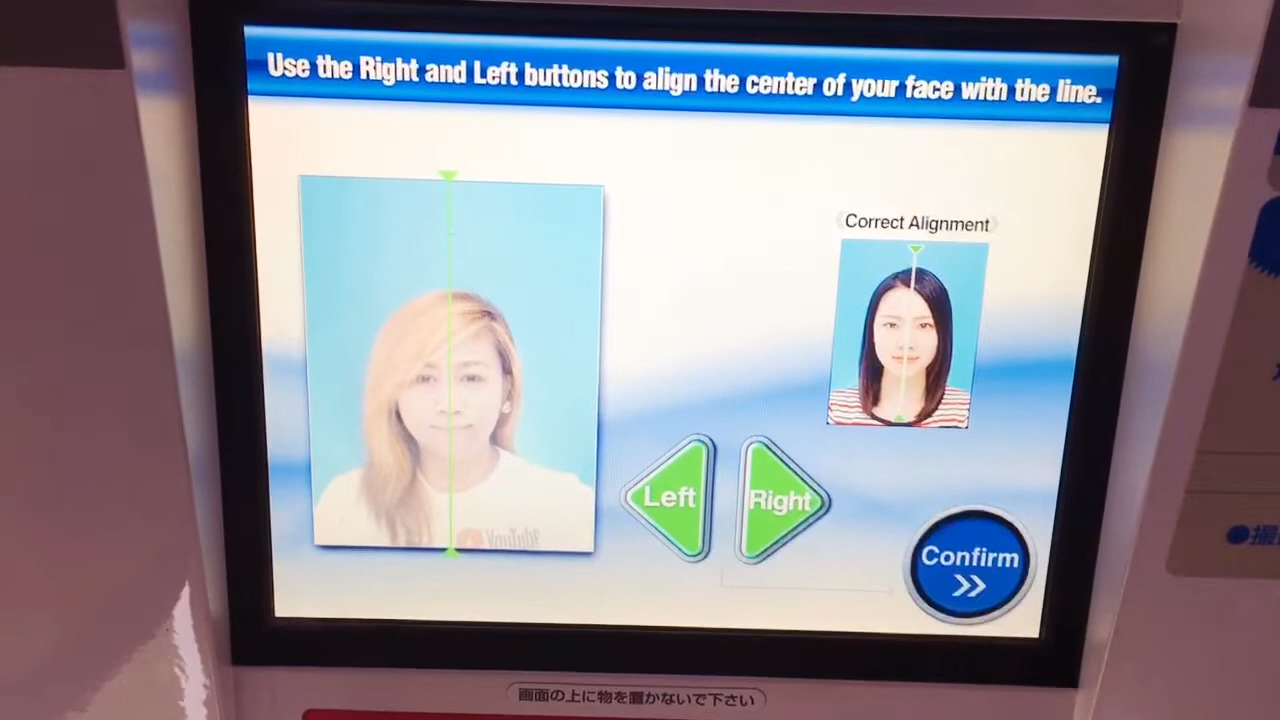 Use the Right and Left buttons to align the center of your face with the line.
Correct Alignment
Left
Right
Confirm
画面の上に物を置かないで下さい